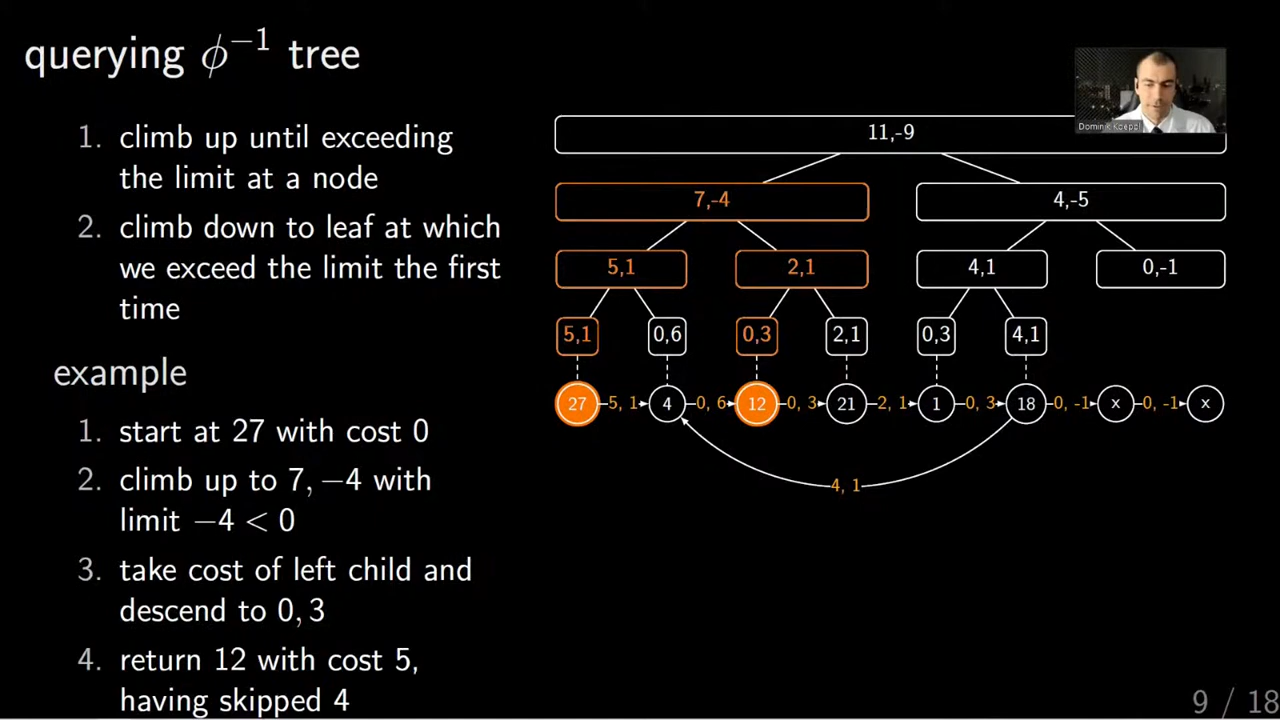 querying ϕ⁻¹ tree
1. climb up until exceeding
the limit at a node
2. climb down to leaf at which
we exceed the limit the first
time
example
1. start at 27 with cost 0
2. climb up to 7, −4 with
limit −4 < 0
3. take cost of left child and
descend to 0, 3
4. return 12 with cost 5,
having skipped 4
Dominik Koeppl
11,-9
7,-4 4,-5
5,1 2,1 4,1 0,-1
5,1 0,6 0,3 2,1 0,3 4,1
27 5, 1 4 0, 6 12 0, 3 21 2, 1 1 0, 3 18 0, -1 x 0, -1 x
4, 1
9 / 18